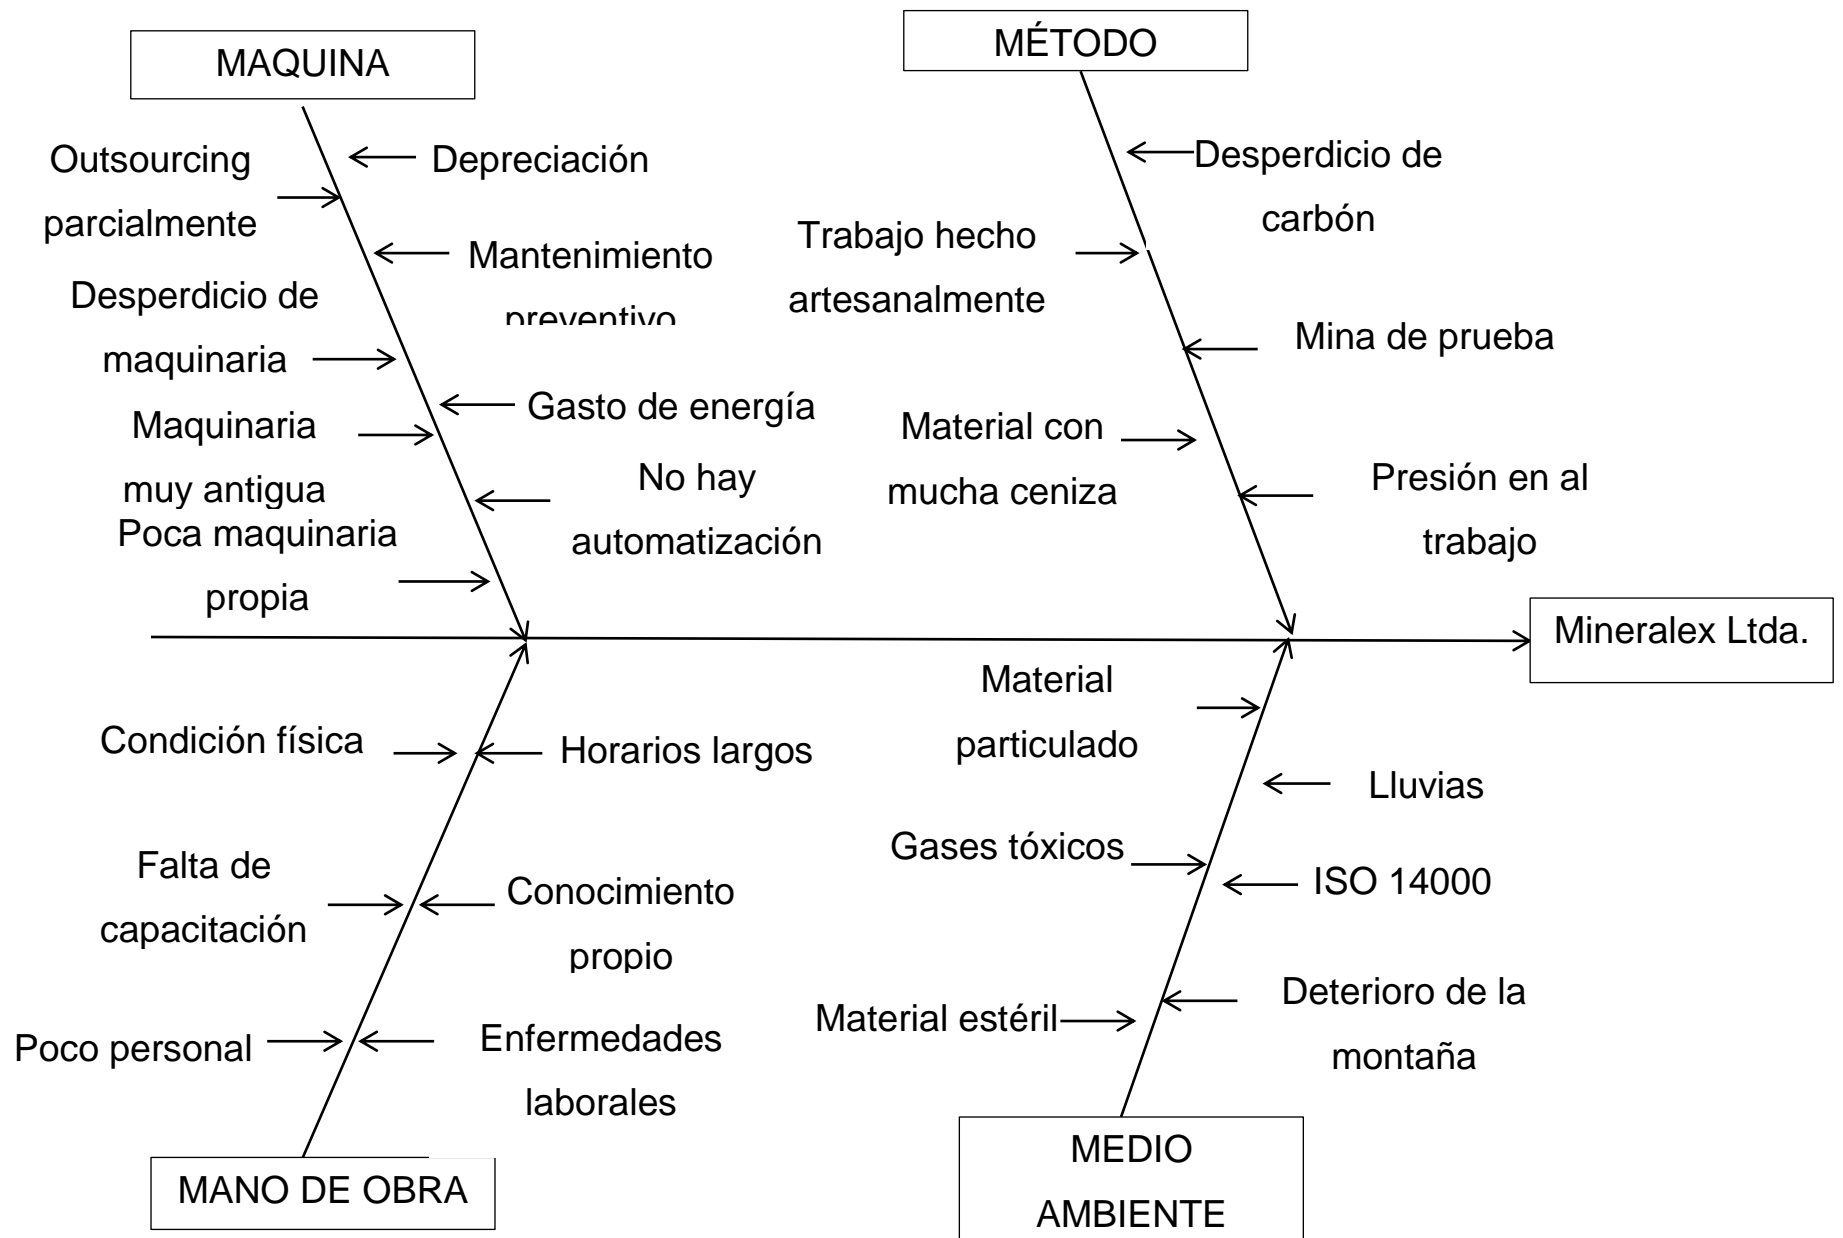 MAQUINA
MÉTODO
Outsourcing
parcialmente
Depreciación
Mantenimiento
preventivo
Desperdicio de
maquinaria
Gasto de energía
Maquinaria
muy antigua
No hay
automatización
Poca maquinaria
propia
Desperdicio de
carbón
Trabajo hecho
artesanalmente
Mina de prueba
Material con
mucha ceniza
Presión en al
trabajo
Mineralex Ltda.
Condición física
Horarios largos
Falta de
capacitación
Conocimiento
propio
Poco personal
Enfermedades
laborales
MANO DE OBRA
Material
particulado
Lluvias
Gases tóxicos
ISO 14000
Material estéril
Deterioro de la
montaña
MEDIO
AMBIENTE